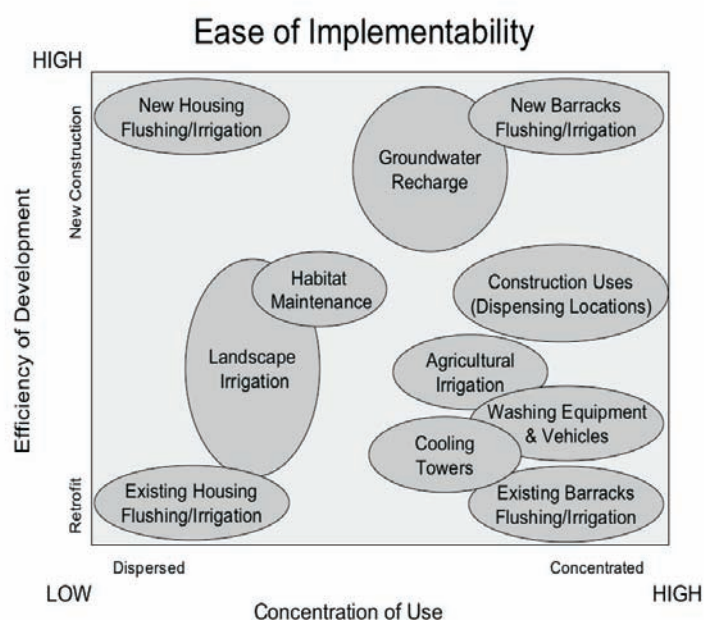 Ease of Implementability
HIGH
New Housing
Flushing/Irrigation
New Barracks
Flushing/Irrigation
Groundwater
Recharge
New Construction
Efficiency of Development
Habitat
Maintenance
Construction Uses
(Dispensing Locations)
Landscape
Irrigation
Agricultural
Irrigation
Washing Equipment
& Vehicles
Cooling
Towers
Existing Housing
Flushing/Irrigation
Existing Barracks
Flushing/Irrigation
Retrofit
Dispersed
Concentrated
LOW
HIGH
Concentration of Use